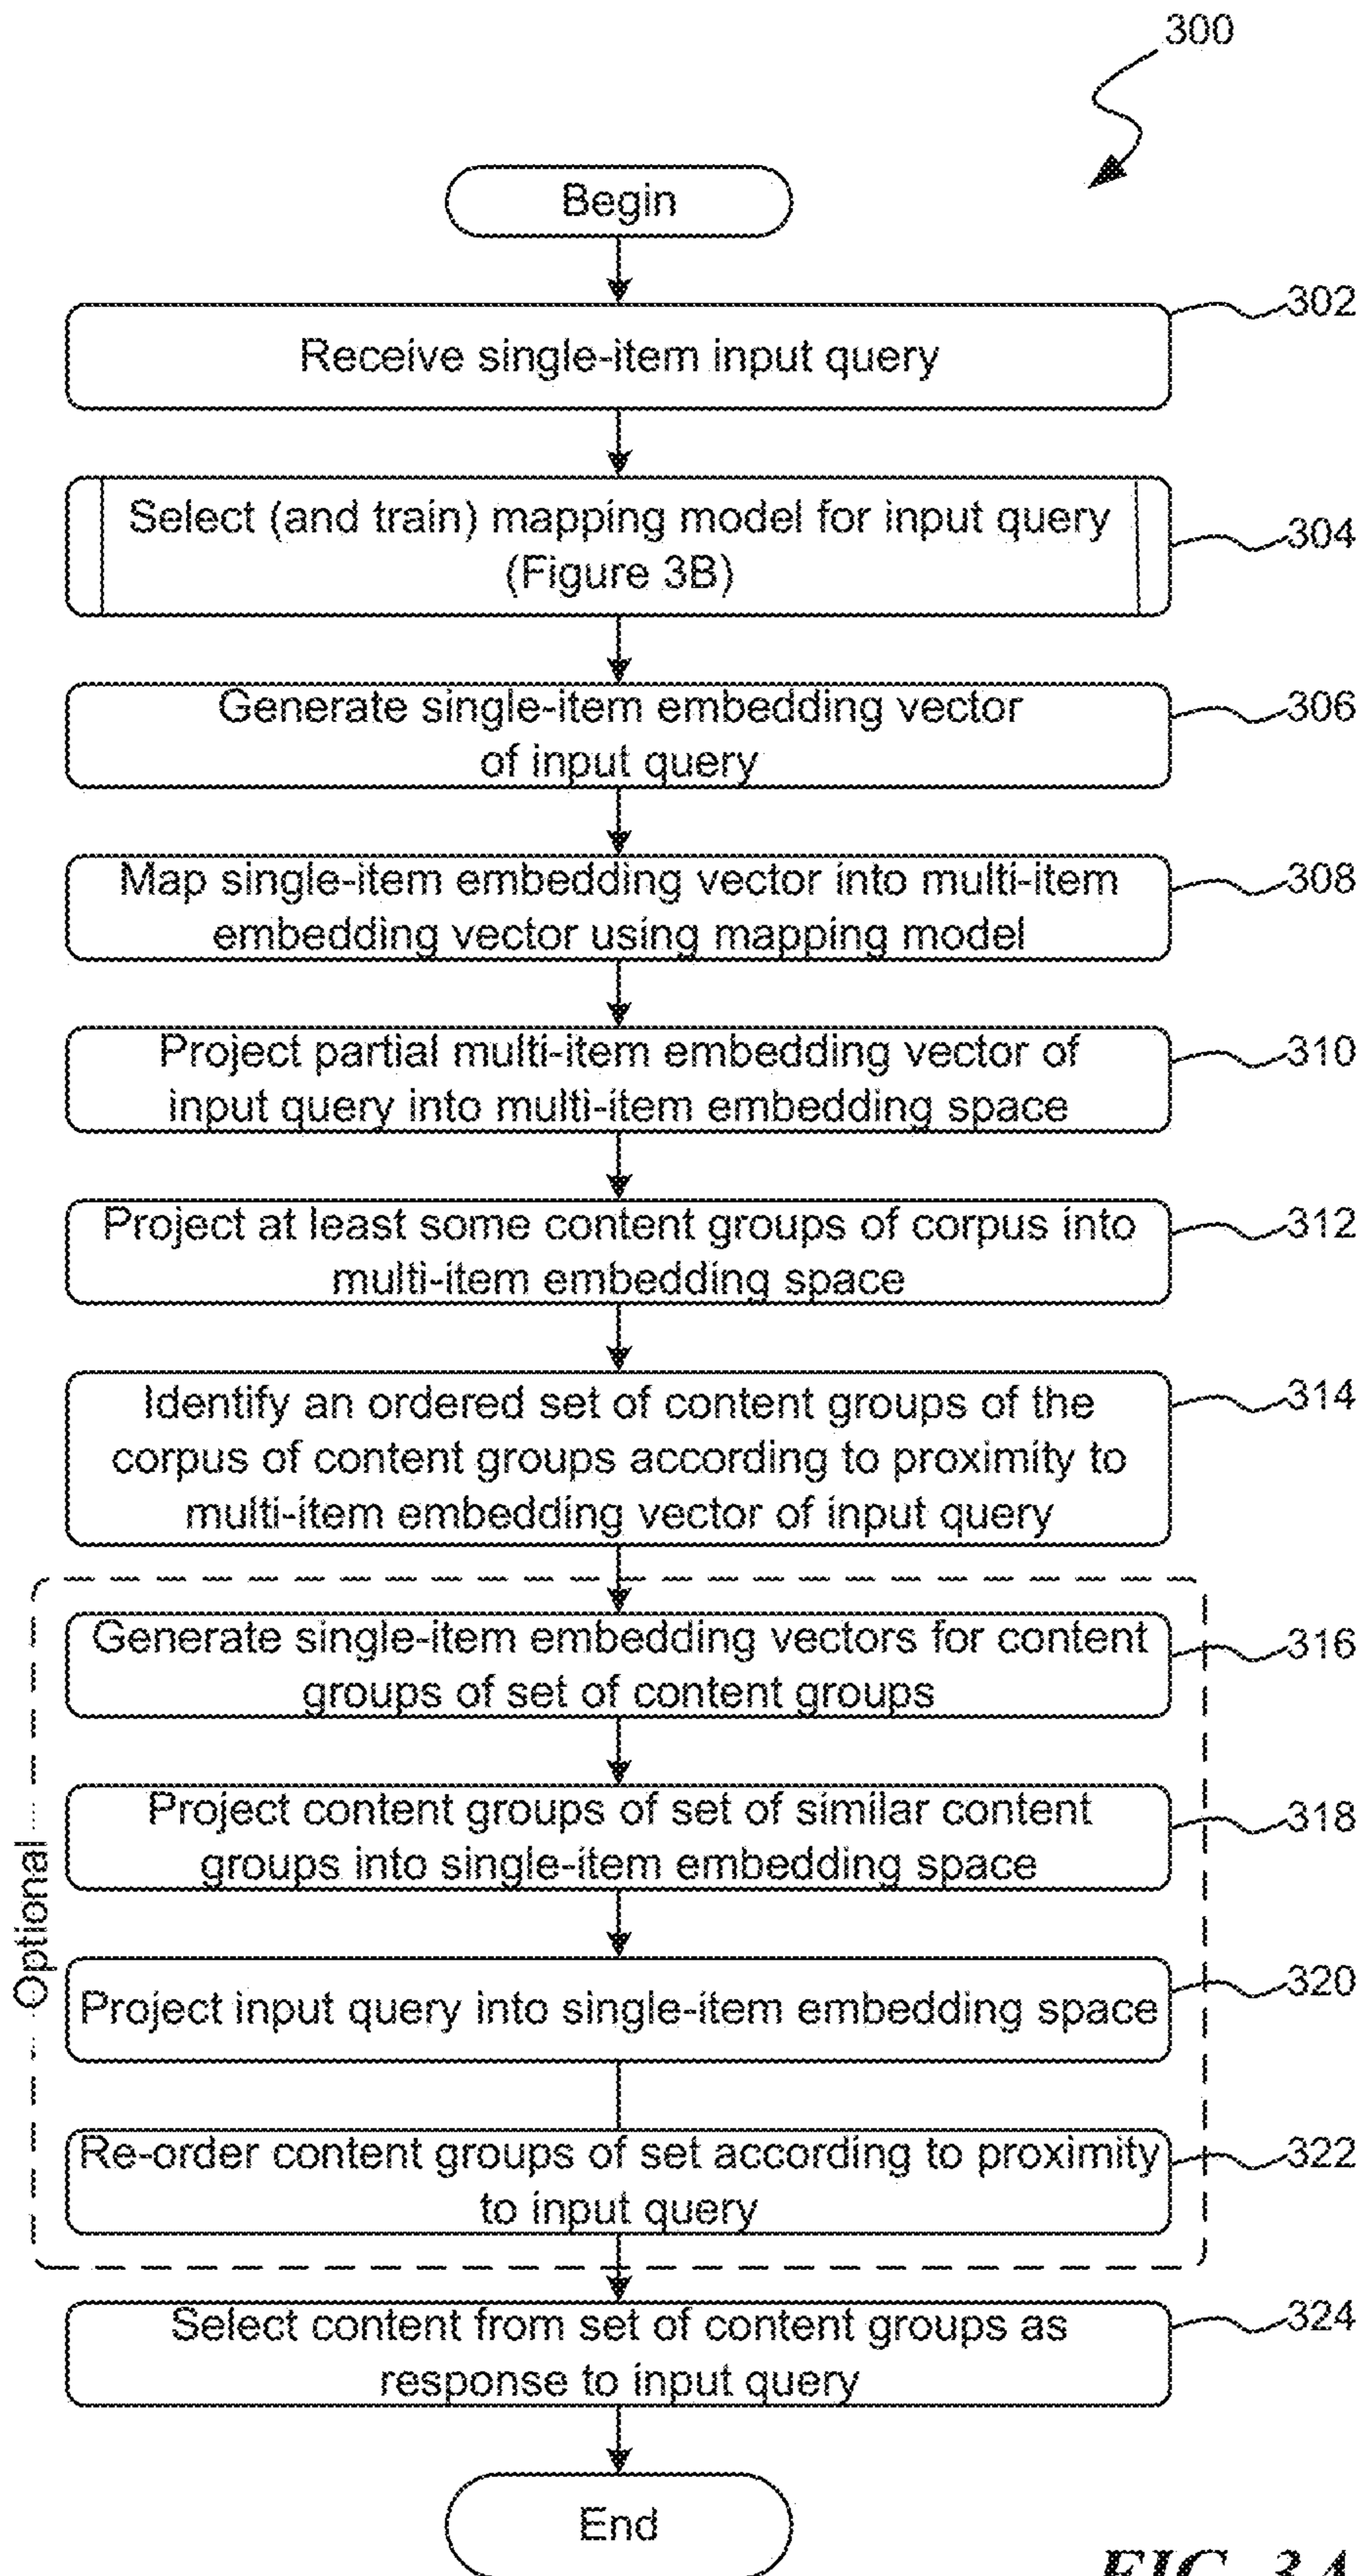 300
Begin
302
Receive single-item input query
Select (and train) mapping model for input query
(Figure 3B)
304
Generate single-item embedding vector
of input query
306
Map single-item embedding vector into multi-item
embedding vector using mapping model
308
Project partial multi-item embedding vector of
input query into multi-item embedding space
310
Project at least some content groups of corpus into
multi-item embedding space
312
Identify an ordered set of content groups of the
corpus of content groups according to proximity to
multi-item embedding vector of input query
314
Optional
Generate single-item embedding vectors for content
groups of set of content groups
316
Project content groups of set of similar content
groups into single-item embedding space
318
Project input query into single-item embedding space
320
Re-order content groups of set according to proximity
to input query
322
Select content from set of content groups as
response to input query
324
End
FIG. 3A